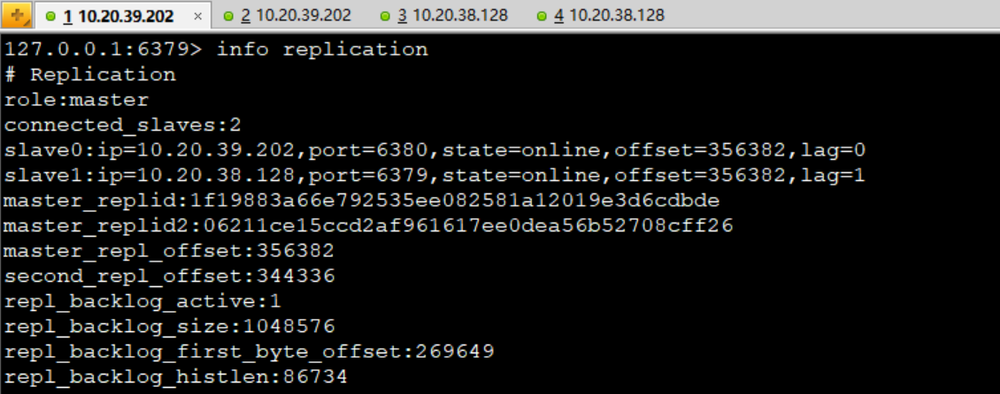 1 10.20.39.202 × 2 10.20.39.202 3 10.20.38.128 4 10.20.38.128
127.0.0.1:6379> info replication
# Replication
role:master
connected_slaves:2
slave0:ip=10.20.39.202,port=6380,state=online,offset=356382,lag=0
slave1:ip=10.20.38.128,port=6379,state=online,offset=356382,lag=1
master_replid:1f19883a66e792535ee082581a12019e3d6cdbde
master_replid2:06211ce15ccd2af961617ee0dea56b52708cff26
master_repl_offset:356382
second_repl_offset:344336
repl_backlog_active:1
repl_backlog_size:1048576
repl_backlog_first_byte_offset:269649
repl_backlog_histlen:86734